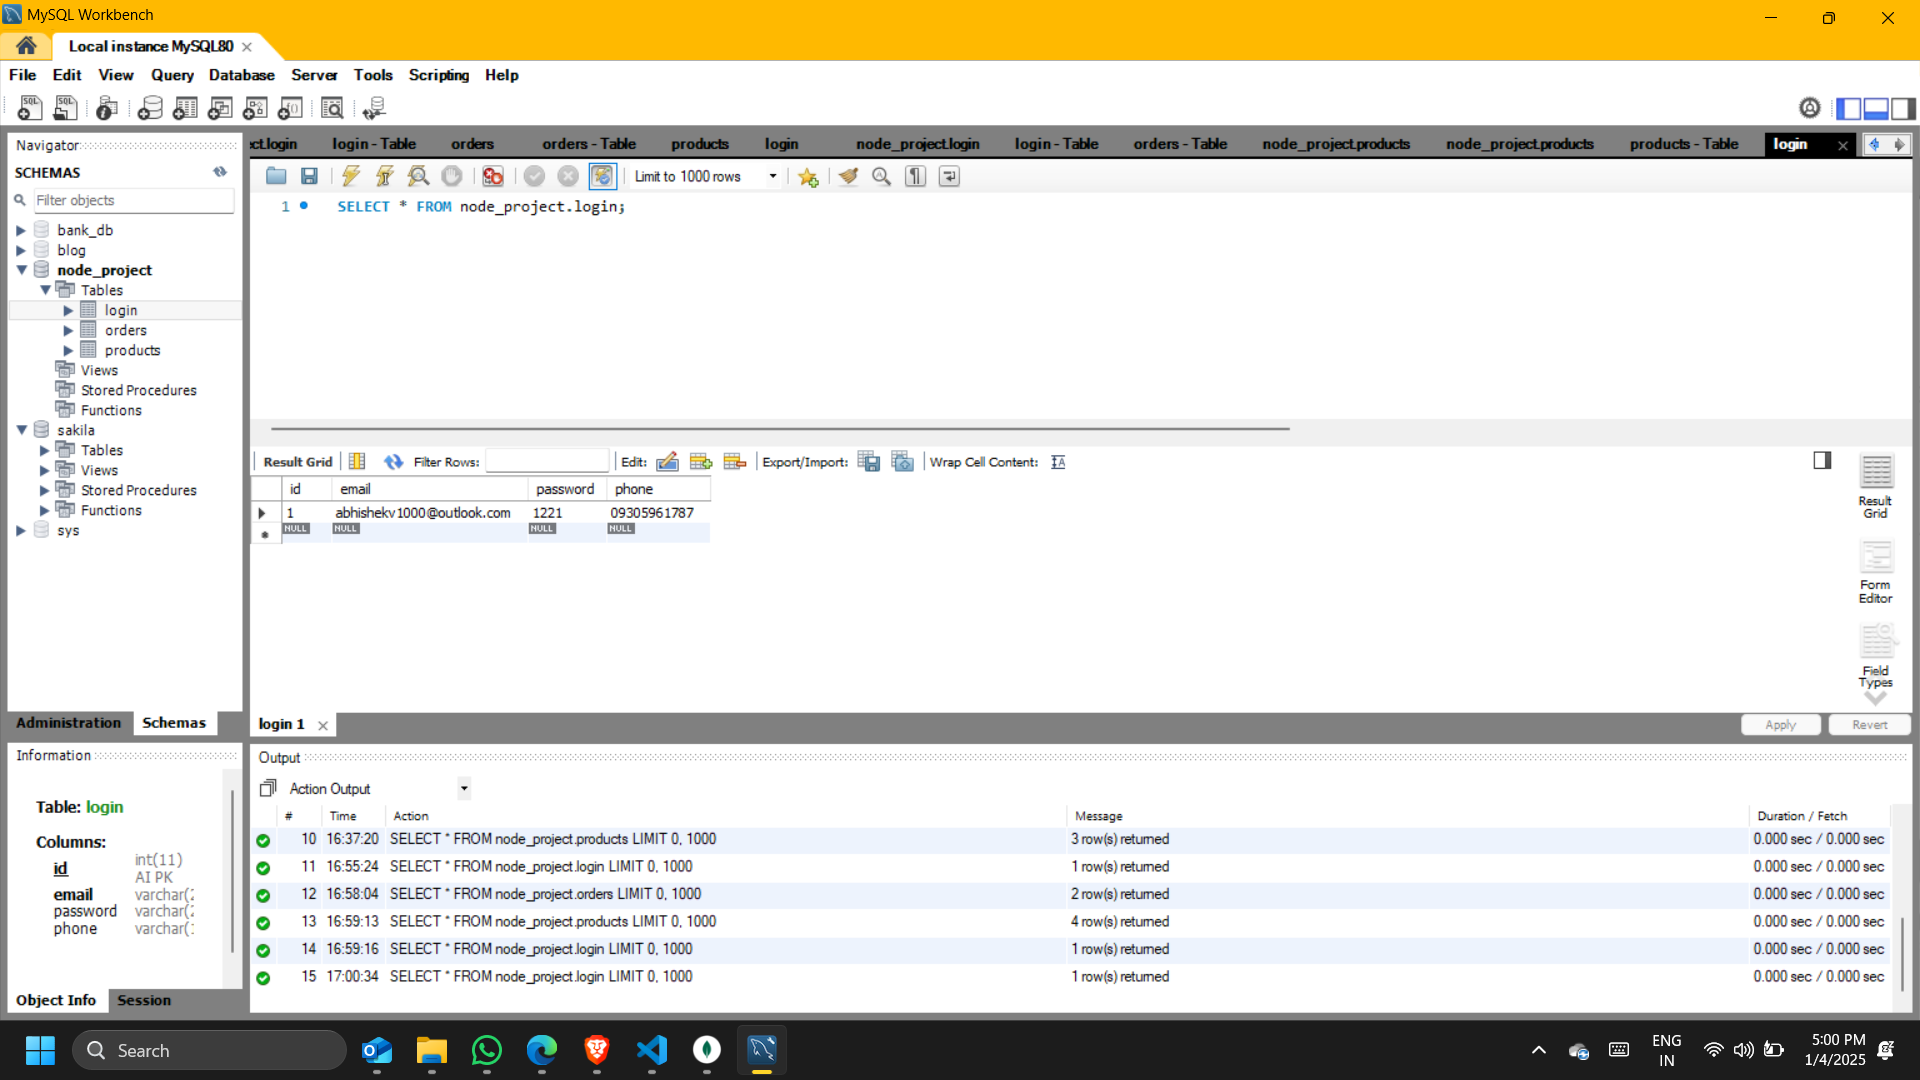 MySQL Workbench
Local instance MySQL80
File Edit View Query Database Server Tools Scripting Help
Navigator
SCHEMAS
Filter objects
bank_db
blog
node_project
Tables
login
orders
products
Views
Stored Procedures
Functions
sakila
Tables
Views
Stored Procedures
Functions
sys
Administration Schemas
Information
Table: login
Columns:
id int(11) AI PK
email varchar(2
password varchar(2
phone varchar(1
Object Info Session
ct.login login - Table orders orders - Table products login node_project.login login - Table orders - Table node_project.products node_project.products products - Table login
Limit to 1000 rows
1 SELECT * FROM node_project.login;
Result Grid Filter Rows: Edit: Export/Import: Wrap Cell Content:
id email password phone
1 abhishekv1000@outlook.com 1221 09305961787
NULL NULL NULL NULL
Result Grid
Form Editor
Field Types
login 1
Apply Revert
Output
Action Output
# Time Action Message Duration / Fetch
10 16:37:20 SELECT * FROM node_project.products LIMIT 0, 1000 3 row(s) returned 0.000 sec / 0.000 sec
11 16:55:24 SELECT * FROM node_project.login LIMIT 0, 1000 1 row(s) returned 0.000 sec / 0.000 sec
12 16:58:04 SELECT * FROM node_project.orders LIMIT 0, 1000 2 row(s) returned 0.000 sec / 0.000 sec
13 16:59:13 SELECT * FROM node_project.products LIMIT 0, 1000 4 row(s) returned 0.000 sec / 0.000 sec
14 16:59:16 SELECT * FROM node_project.login LIMIT 0, 1000 1 row(s) returned 0.000 sec / 0.000 sec
15 17:00:34 SELECT * FROM node_project.login LIMIT 0, 1000 1 row(s) returned 0.000 sec / 0.000 sec
Search
ENG IN
5:00 PM
1/4/2025